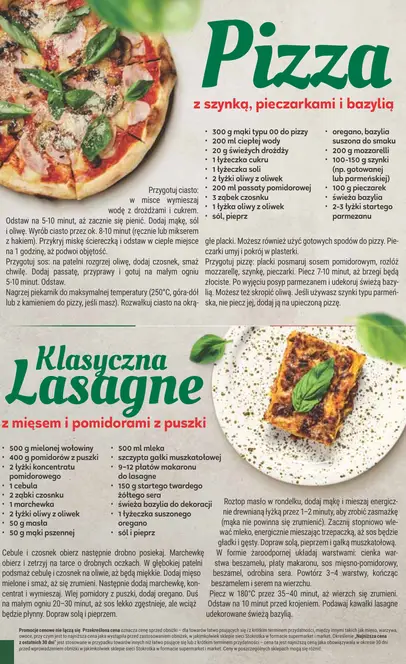 Pizza
z szynką, pieczarkami i bazylią
• 300 g mąki typu 00 do pizzy
• 200 ml ciepłej wody
• 20 g świeżych drożdży
• 1 łyżeczka cukru
• 1 łyżeczka soli
• 2 łyżki oliwy z oliwek
• 200 ml passaty pomidorowej
• 3 ząbek czosnku
• 1 łyżka oliwy z oliwek
• sól, pieprz
• oregano, bazylia
suszona do smaku
• 200 g mozzarelli
• 100-150 g szynki
(np. gotowanej
lub parmeńskiej)
• 100 g pieczarek
• świeża bazylia
• 2-3 łyżki startego
parmezanu
Przygotuj ciasto:
w misce wymieszaj
wodę z drożdżami i cukrem.
Odstaw na 5-10 minut, aż zacznie się pienić. Dodaj mąkę, sól
i oliwę. Wyrób ciasto przez ok. 8-10 minut (ręcznie lub mikserem
z hakiem). Przykryj miskę ściereczką i odstaw w ciepłe miejsce
na 1 godzinę, aż podwoi objętość.
Przygotuj sos: na patelni rozgrzej oliwę, dodaj czosnek, smaż
chwilę. Dodaj passatę, przyprawy i gotuj na małym ogniu
5-10 minut. Odstaw.
Nagrzej piekarnik do maksymalnej temperatury (250°C, góra-dół
lub z kamieniem do pizzy, jeśli masz). Rozwałkuj ciasto na okrą-
głe placki. Możesz również użyć gotowych spodów do pizzy. Pie-
czarki umyj i pokrój w plasterki.
Przygotuj pizzę: placki posmaruj sosem pomidorowym, rozłóż
mozzarellę, szynkę, pieczarki. Piecz 7-10 minut, aż brzegi będą
złociste. Po wyjęciu posyp parmezanem i udekoruj świeżą bazy-
lią. Możesz też skropić oliwą. Jeśli używasz szynki typu parmeń-
ska, nie piecz jej, dodaj ją na upieczoną pizzę.
Klasyczna
Lasagne
z mięsem i pomidorami z puszki
• 500 g mielonej wołowiny
• 400 g pomidorów z puszki
• 2 łyżki koncentratu
pomidorowego
• 1 cebula
• 2 ząbki czosnku
• 1 marchewka
• 2 łyżki oliwy z oliwek
• 50 g masła
• 50 g mąki pszennej
• 500 ml mleka
• szczypta gałki muszkatołowej
• 9–12 płatów makaronu
do lasagne
• 150 g startego twardego
żółtego sera
• świeża bazylia do dekoracji
• 1 łyżeczka suszonego
oregano
• sól i pieprz
Cebule i czosnek obierz następnie drobno posiekaj. Marchewkę
obierz i zetrzyj na tarce o drobnych oczkach. W głębokiej patelni
podsmaż cebulę i czosnek na oliwie, aż będą miękkie. Dodaj mięso
mielone i smaż, aż się zrumieni. Następnie dodaj marchewkę, kon-
centrat i wymieszaj. Wlej pomidory z puszki, dodaj oregano. Duś
na małym ogniu 20–30 minut, aż sos lekko zgęstnieje, ale wciąż
będzie płynny. Dopraw solą i pieprzem.
Roztop masło w rondelku, dodaj mąkę i mieszaj energicz-
nie drewnianą łyżką przez 1–2 minuty, aby zrobić zasmażkę
(mąka nie powinna się zrumienić). Zacznij stopniowo wle-
wać mleko, energicznie mieszając trzepaczką, aż sos będzie
gładki i gęsty. Dopraw solą, pieprzem i gałką muszkatołową.
W formie żaroodpornej układaj warstwami: cienka war-
stwa beszamelu, płaty makaronu, sos mięsno-pomidorowy,
beszamel, odrobina sera. Powtórz 3–4 warstwy, kończąc
beszamelem i serem na wierzchu.
Piecz w 180°C przez 35–40 minut, aż wierzch się zrumieni.
Odstaw na 10 minut przed krojeniem. Podawaj kawałki lasagne
udekorowane świeżą bazylią.